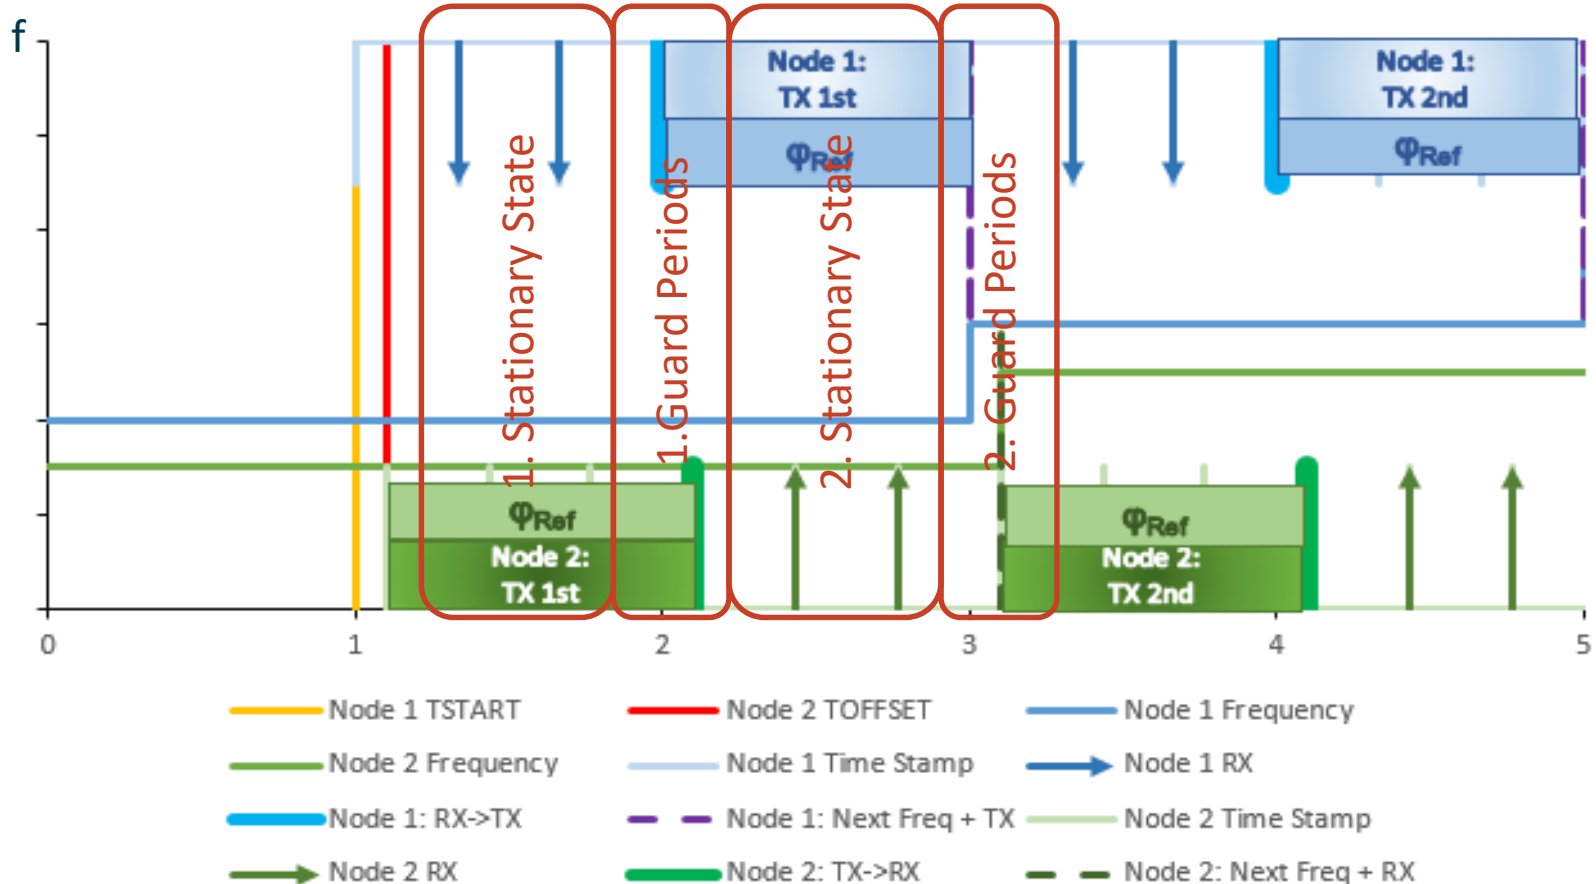 f
Node 1:
TX 1st
φRef
Node 1:
TX 2nd
φRef
1. Stationary State
1.Guard Periods
2. Stationary State
2. Guard Periods
φRef
Node 2:
TX 1st
φRef
Node 2:
TX 2nd
0 1 2 3 4 5
Node 1 TSTART Node 2 TOFFSET Node 1 Frequency
Node 2 Frequency Node 1 Time Stamp Node 1 RX
Node 1: RX->TX Node 1: Next Freq + TX Node 2 Time Stamp
Node 2 RX Node 2: TX->RX Node 2: Next Freq + RX